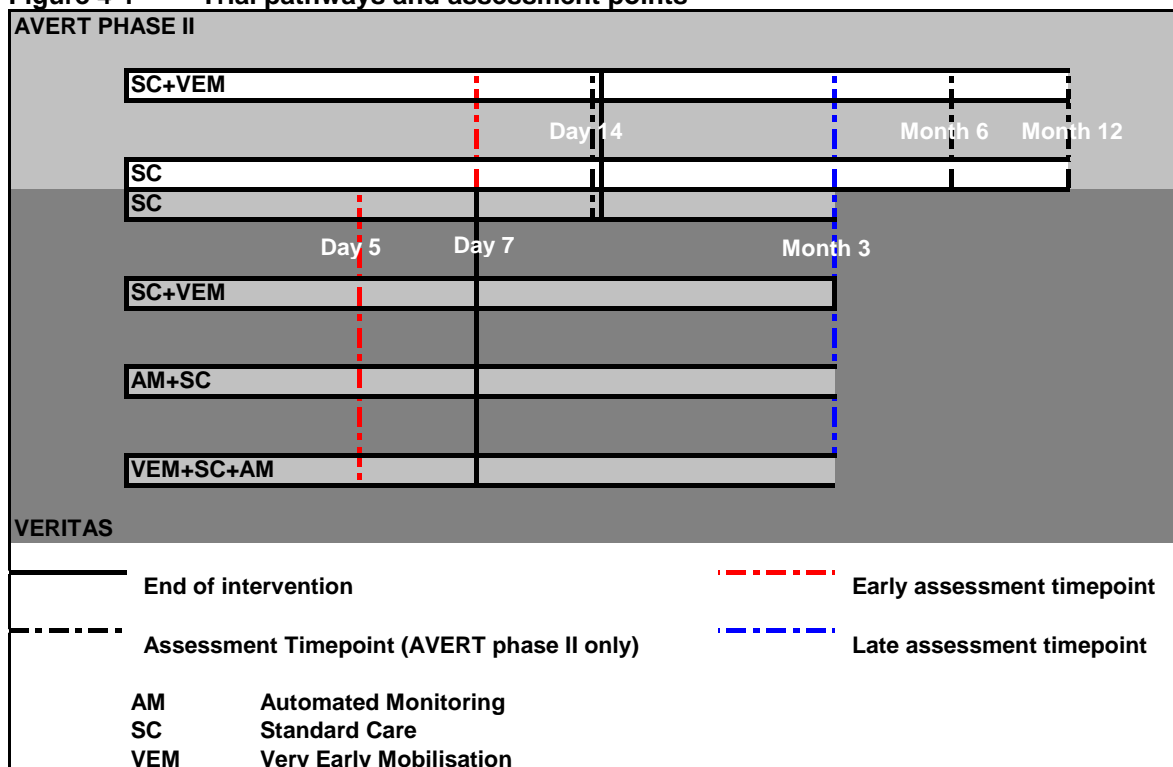 Figure 4-1 Trial pathways and assessment points
AVERT PHASE II
SC+VEM
Day 14 Month 6 Month 12
SC
SC
Day 5 Day 7 Month 3
SC+VEM
AM+SC
VEM+SC+AM
VERITAS
End of intervention Early assessment timepoint
Assessment Timepoint (AVERT phase II only) Late assessment timepoint
AM Automated Monitoring
SC Standard Care
VEM Very Early Mobilisation